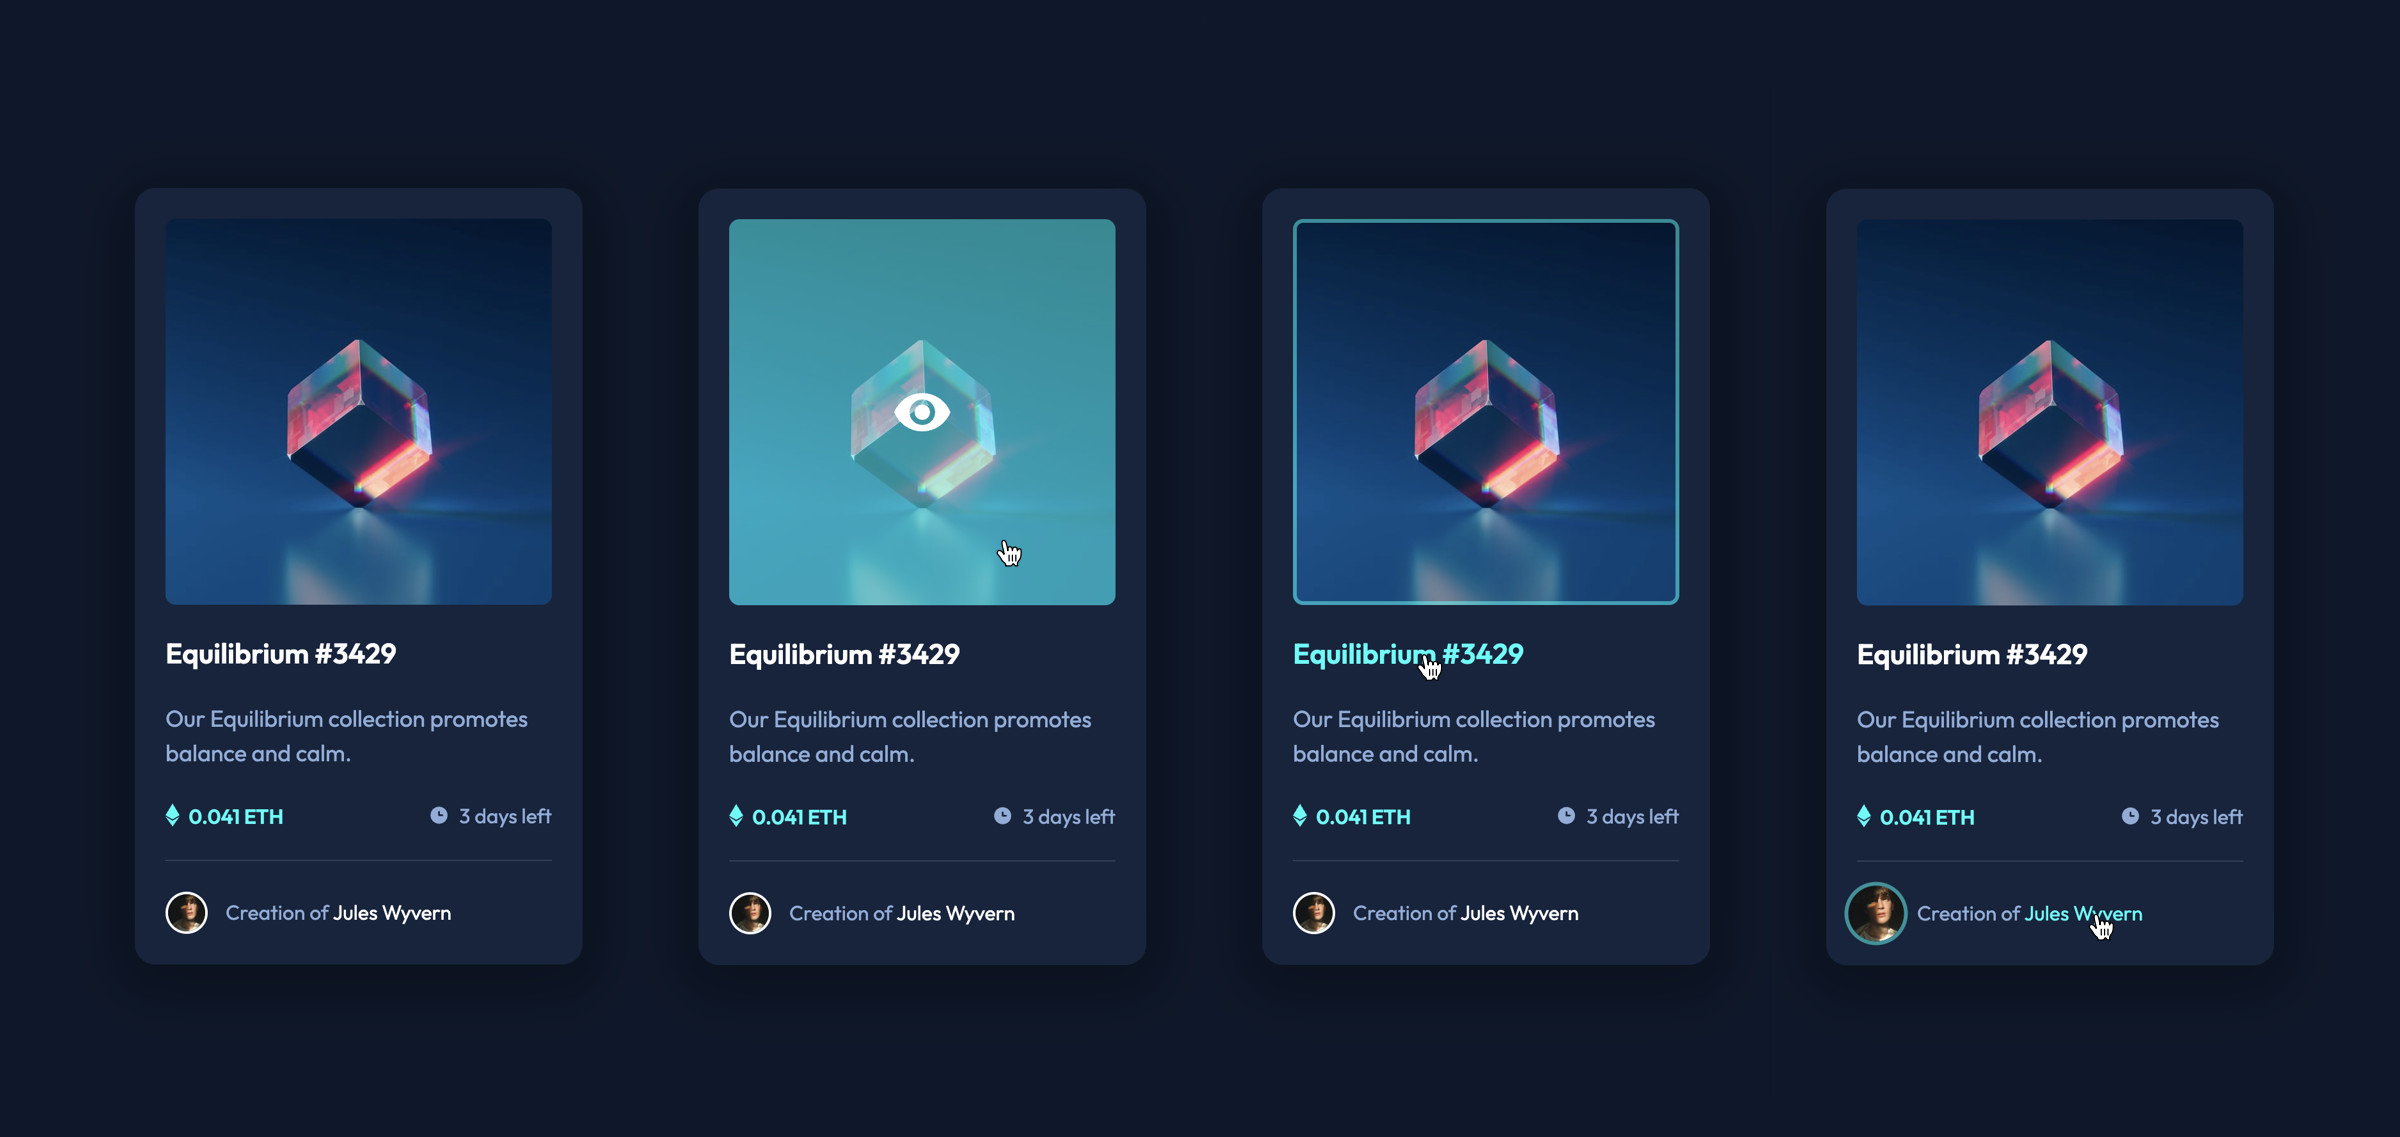 Equilibrium #3429
Our Equilibrium collection promotes
balance and calm.
0.041 ETH
3 days left
Creation of Jules Wyvern
Equilibrium #3429
Our Equilibrium collection promotes
balance and calm.
0.041 ETH
3 days left
Creation of Jules Wyvern
Equilibrium #3429
Our Equilibrium collection promotes
balance and calm.
0.041 ETH
3 days left
Creation of Jules Wyvern
Equilibrium #3429
Our Equilibrium collection promotes
balance and calm.
0.041 ETH
3 days left
Creation of Jules Wyvern